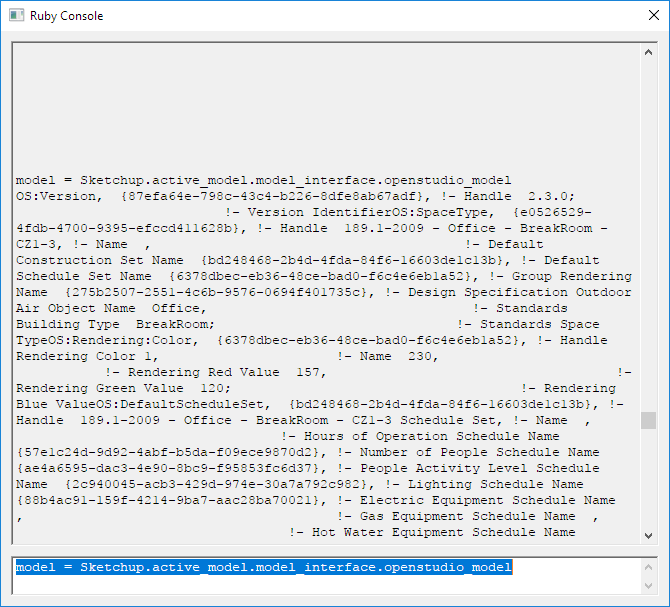 Ruby Console
model = Sketchup.active_model.model_interface.openstudio_model
OS:Version,  {87efa64e-798c-43c4-b226-8dfe8ab67adf}, !- Handle  2.3.0;
!- Version IdentifierOS:SpaceType,  {e0526529-
4fdb-4700-9395-efccd411628b}, !- Handle  189.1-2009 - Office - BreakRoom -
CZ1-3, !- Name  ,  !- Default
Construction Set Name  {bd248468-2b4d-4fda-84f6-16603de1c13b}, !- Default
Schedule Set Name  {6378dbec-eb36-48ce-bad0-f6c4e6eb1a52}, !- Group Rendering
Name  {275b2507-2551-4c6b-9576-0694f401735c}, !- Design Specification Outdoor
Air Object Name  Office,  !- Standards
Building Type  BreakRoom;  !- Standards Space
TypeOS:Rendering:Color,  {6378dbec-eb36-48ce-bad0-f6c4e6eb1a52}, !- Handle
Rendering Color 1,  !- Name  230,
!- Rendering Red Value  157,  !-
Rendering Green Value  120;  !- Rendering
Blue ValueOS:DefaultScheduleSet,  {bd248468-2b4d-4fda-84f6-16603de1c13b}, !-
Handle  189.1-2009 - Office - BreakRoom - CZ1-3 Schedule Set, !- Name  ,
!- Hours of Operation Schedule Name
{57e1c24d-9d92-4abf-b5da-f09ece9870d2}, !- Number of People Schedule Name
{ae4a6595-dac3-4e90-8bc9-f95853fc6d37}, !- People Activity Level Schedule
Name  {2c940045-acb3-429d-974e-30a7a792c982}, !- Lighting Schedule Name
{88b4ac91-159f-4214-9ba7-aac28ba70021}, !- Electric Equipment Schedule Name
,  !- Gas Equipment Schedule Name  ,
!- Hot Water Equipment Schedule Name
model = Sketchup.active_model.model_interface.openstudio_model